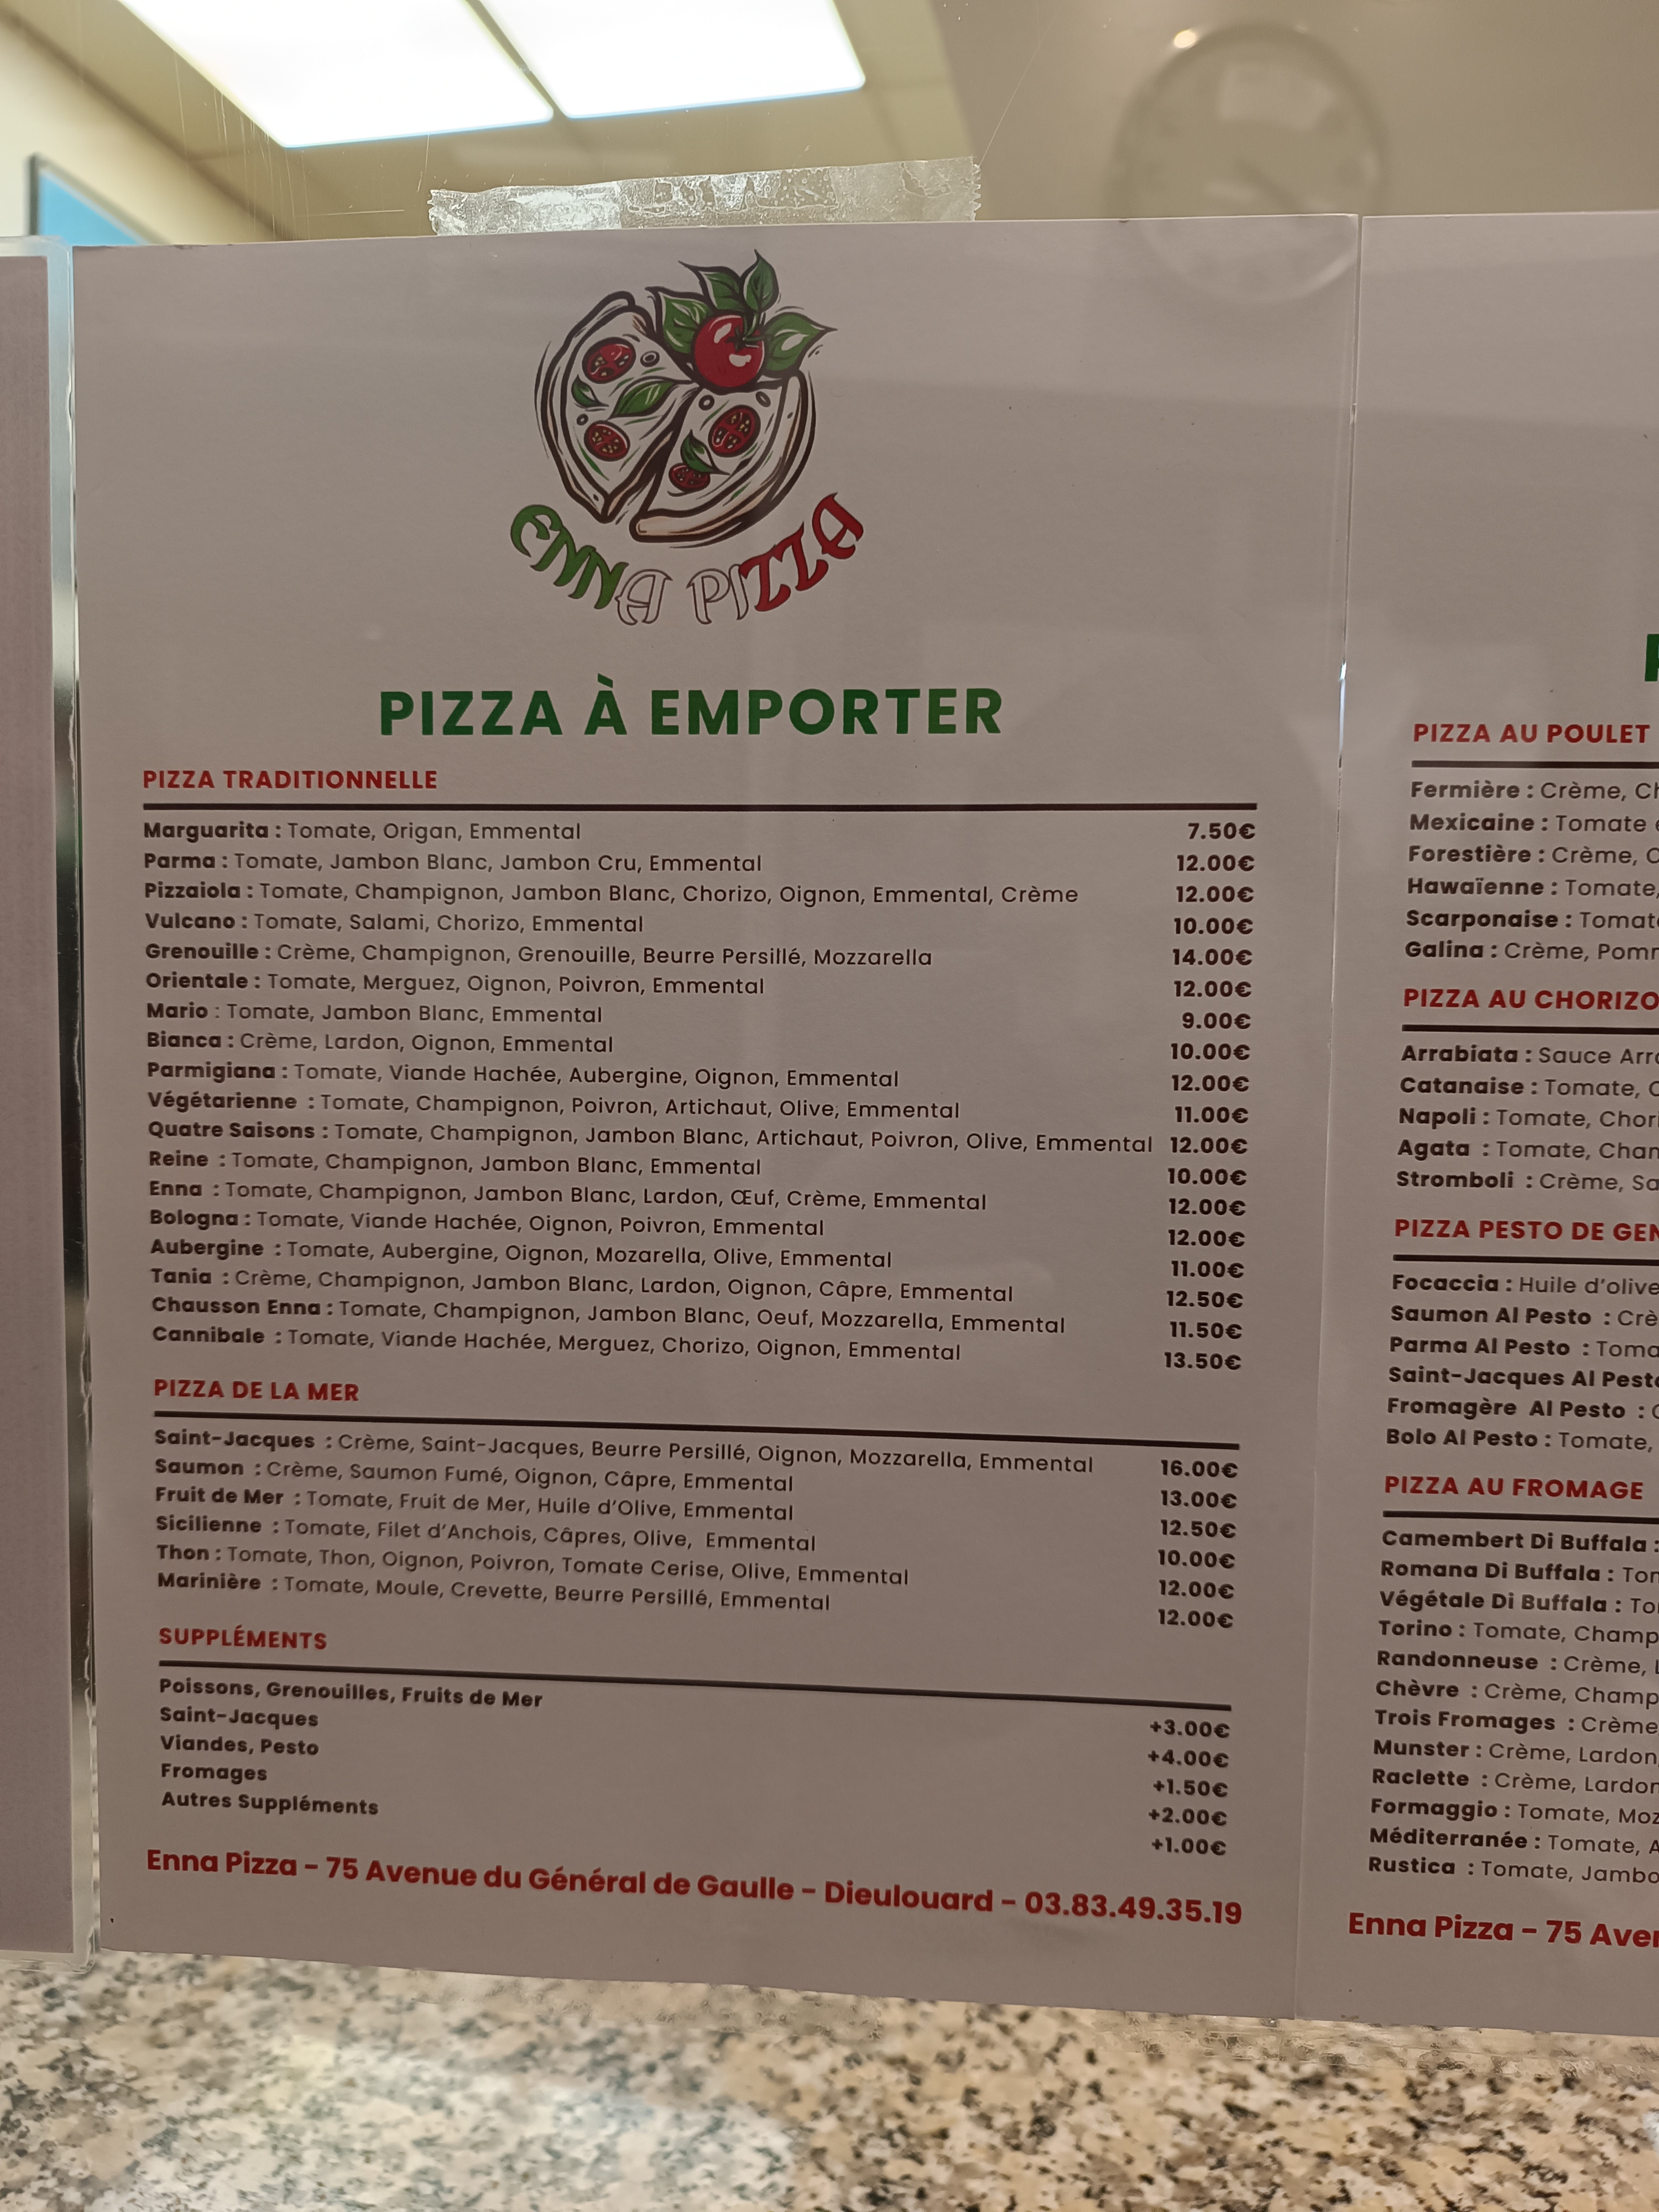 ENNA PIZZA
PIZZA À EMPORTER
PIZZA TRADITIONNELLE
Marguarita : Tomate, Origan, Emmental 7.50€
Parma : Tomate, Jambon Blanc, Jambon Cru, Emmental 12.00€
Pizzaiola : Tomate, Champignon, Jambon Blanc, Chorizo, Oignon, Emmental, Crème 12.00€
Vulcano : Tomate, Salami, Chorizo, Emmental 10.00€
Grenouille : Crème, Champignon, Grenouille, Beurre Persillé, Mozzarella 14.00€
Orientale : Tomate, Merguez, Oignon, Poivron, Emmental 12.00€
Mario : Tomate, Jambon Blanc, Emmental 9.00€
Bianca : Crème, Lardon, Oignon, Emmental 10.00€
Parmigiana : Tomate, Viande Hachée, Aubergine, Oignon, Emmental 12.00€
Végétarienne : Tomate, Champignon, Poivron, Artichaut, Olive, Emmental 11.00€
Quatre Saisons : Tomate, Champignon, Jambon Blanc, Artichaut, Poivron, Olive, Emmental 12.00€
Reine : Tomate, Champignon, Jambon Blanc, Emmental 10.00€
Enna : Tomate, Champignon, Jambon Blanc, Lardon, Œuf, Crème, Emmental 12.00€
Bologna : Tomate, Viande Hachée, Oignon, Poivron, Emmental 12.00€
Aubergine : Tomate, Aubergine, Oignon, Mozarella, Olive, Emmental 11.00€
Tania : Crème, Champignon, Jambon Blanc, Lardon, Oignon, Câpre, Emmental 12.50€
Chausson Enna : Tomate, Champignon, Jambon Blanc, Oeuf, Mozzarella, Emmental 11.50€
Cannibale : Tomate, Viande Hachée, Merguez, Chorizo, Oignon, Emmental 13.50€
PIZZA DE LA MER
Saint-Jacques : Crème, Saint-Jacques, Beurre Persillé, Oignon, Mozzarella, Emmental 16.00€
Saumon : Crème, Saumon Fumé, Oignon, Câpre, Emmental 13.00€
Fruit de Mer : Tomate, Fruit de Mer, Huile d'Olive, Emmental 12.50€
Sicilienne : Tomate, Filet d'Anchois, Câpres, Olive, Emmental 10.00€
Thon : Tomate, Thon, Oignon, Poivron, Tomate Cerise, Olive, Emmental 12.00€
Marinière : Tomate, Moule, Crevette, Beurre Persillé, Emmental 12.00€
SUPPLÉMENTS
Poissons, Grenouilles, Fruits de Mer +3.00€
Saint-Jacques +4.00€
Viandes, Pesto +1.50€
Fromages +2.00€
Autres Suppléments +1.00€
Enna Pizza - 75 Avenue du Général de Gaulle - Dieulouard - 03.83.49.35.19
PIZZA AU POULET
Fermière : Crème,
Mexicaine : Tomate
Forestière : Crème,
Hawaïenne : Tomate,
Scarponaise :
Galina : Crème,
PIZZA AU CHORIZO
Arrabiata : Sauce
Catanaise : Tomate,
Napoli : Tomate,
Agata : Tomate,
Stromboli : Crème,
PIZZA PESTO DE
Focaccia : Huile d'olive
Saumon Al Pesto :
Parma Al Pesto :
Saint-Jacques Al
Fromagère Al Pesto :
Bolo Al Pesto : Tomate,
PIZZA AU FROMAGE
Camembert Di Buffala :
Romana Di Buffala :
Végétale Di Buffala :
Torino : Tomate,
Randonneuse : Crème,
Chèvre : Crème,
Trois Fromages : Crème
Munster : Crème, Lardon
Raclette : Crème,
Formaggio : Tomate,
Méditerranée : Tomate,
Rustica : Tomate,
Enna Pizza - 75